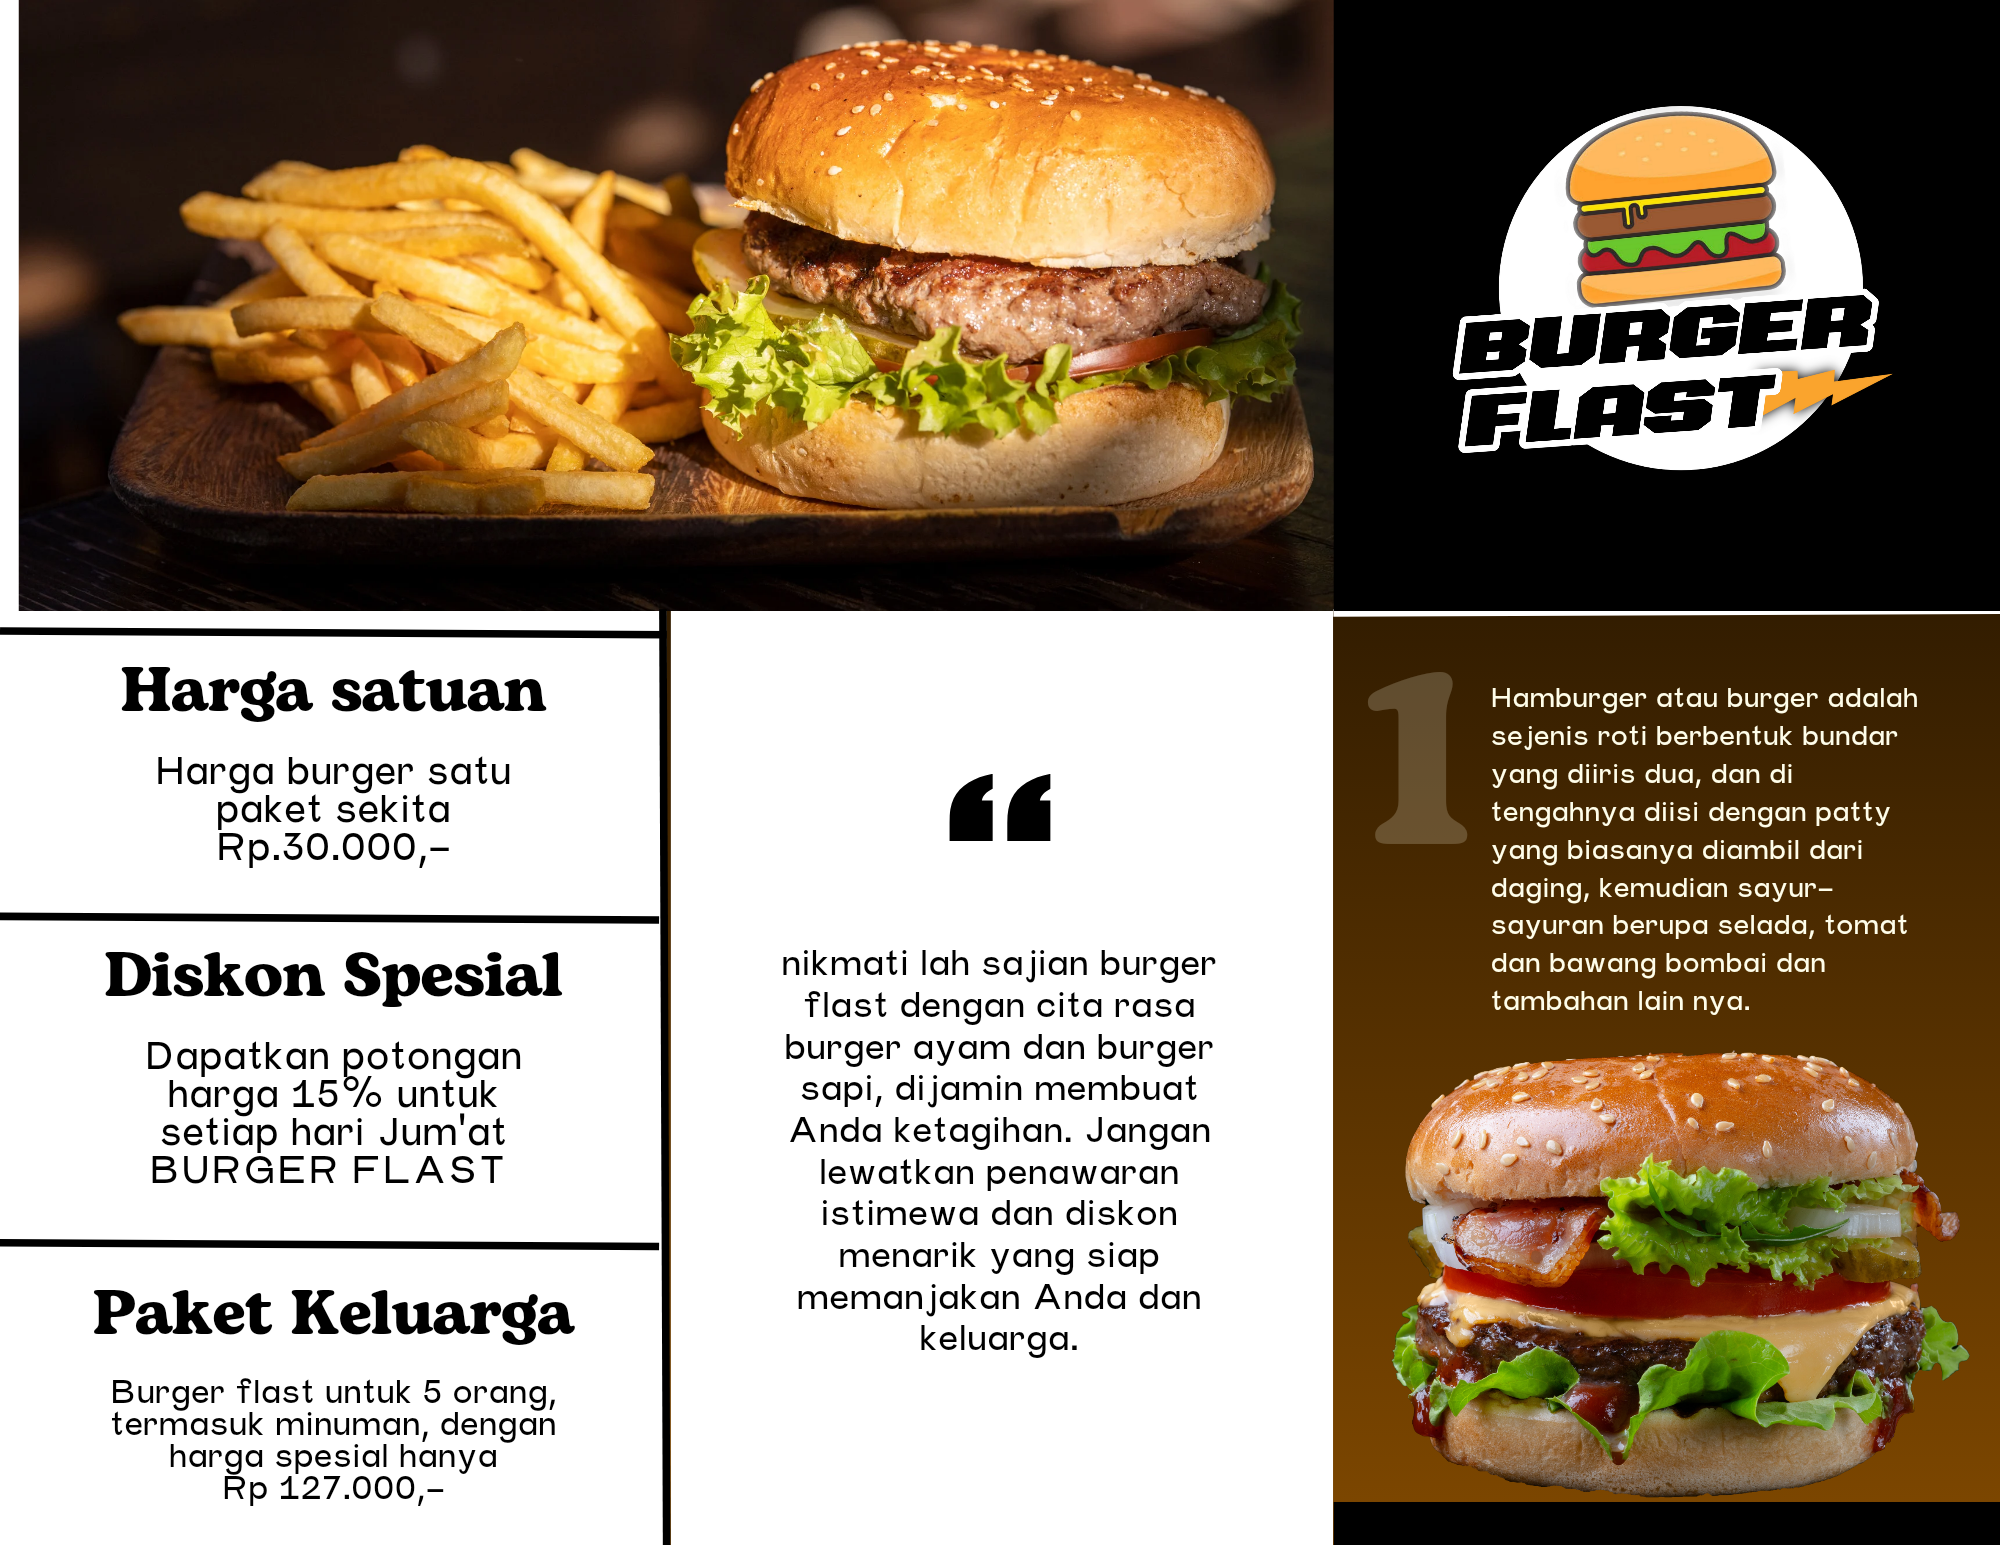 BURGER
FLAST
Harga satuan
Harga burger satu
paket sekita
Rp.30.000,-
Diskon Spesial
Dapatkan potongan
harga 15% untuk
setiap hari Jum'at
BURGER FLAST
Paket Keluarga
Burger flast untuk 5 orang,
termasuk minuman, dengan
harga spesial hanya
Rp 127.000,-
“
nikmati lah sajian burger
flast dengan cita rasa
burger ayam dan burger
sapi, dijamin membuat
Anda ketagihan. Jangan
lewatkan penawaran
istimewa dan diskon
menarik yang siap
memanjakan Anda dan
keluarga.
1
Hamburger atau burger adalah
sejenis roti berbentuk bundar
yang diiris dua, dan di
tengahnya diisi dengan patty
yang biasanya diambil dari
daging, kemudian sayur-
sayuran berupa selada, tomat
dan bawang bombai dan
tambahan lain nya.